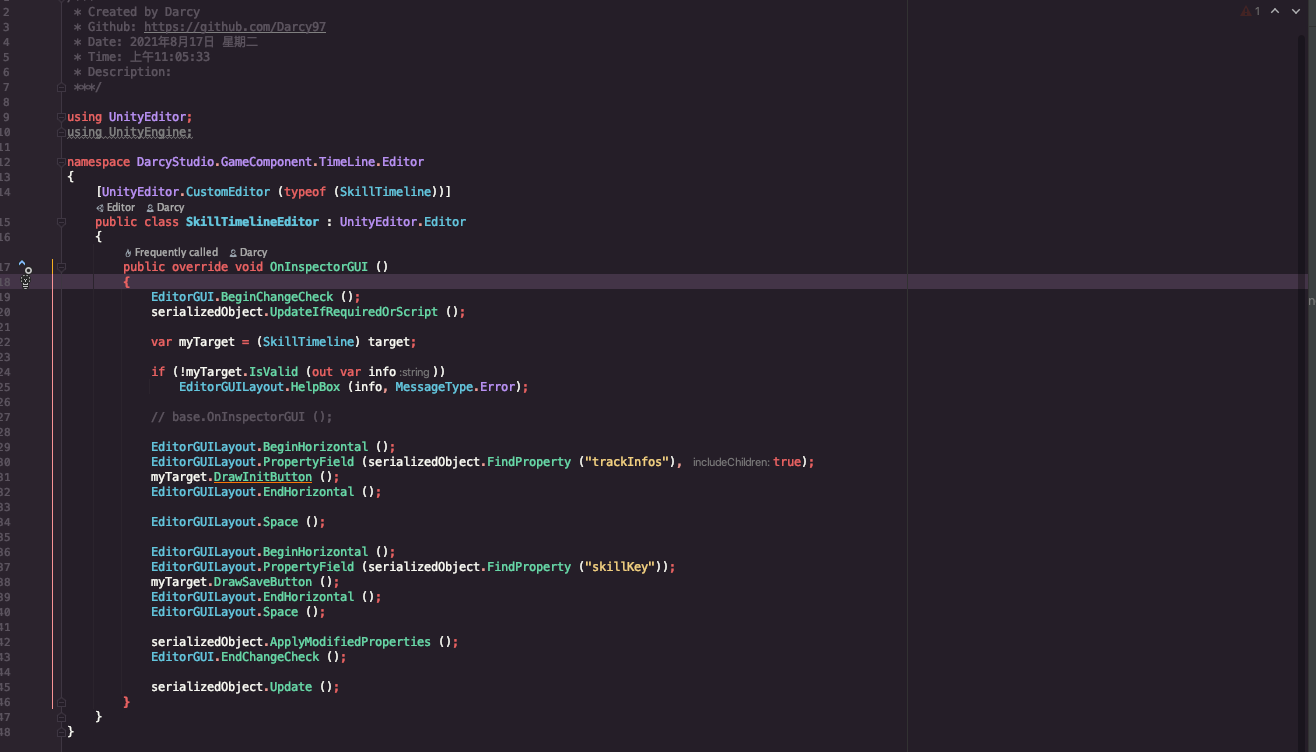 2 * Created by Darcy
3 * Github: https://github.com/Darcy97
4 * Date: 2021年8月17日 星期二
5 * Time: 上午11:05:33
6 * Description:
7 ***/
8
9 using UnityEditor;
10 using UnityEngine;
11
12 namespace DarcyStudio.GameComponent.TimeLine.Editor
13 {
14 [UnityEditor.CustomEditor (typeof (SkillTimeline))]
Editor Darcy
15 public class SkillTimelineEditor : UnityEditor.Editor
16 {
Frequently called Darcy
17 public override void OnInspectorGUI ()
18 {
19 EditorGUI.BeginChangeCheck ();
20 serializedObject.UpdateIfRequiredOrScript ();
21
22 var myTarget = (SkillTimeline) target;
23
24 if (!myTarget.IsValid (out var info :string ))
25 EditorGUILayout.HelpBox (info, MessageType.Error);
26
27 // base.OnInspectorGUI ();
28
29 EditorGUILayout.BeginHorizontal ();
30 EditorGUILayout.PropertyField (serializedObject.FindProperty ("trackInfos"), includeChildren: true);
31 myTarget.DrawInitButton ();
32 EditorGUILayout.EndHorizontal ();
33
34 EditorGUILayout.Space ();
35
36 EditorGUILayout.BeginHorizontal ();
37 EditorGUILayout.PropertyField (serializedObject.FindProperty ("skillKey"));
38 myTarget.DrawSaveButton ();
39 EditorGUILayout.EndHorizontal ();
40 EditorGUILayout.Space ();
41
42 serializedObject.ApplyModifiedProperties ();
43 EditorGUI.EndChangeCheck ();
44
45 serializedObject.Update ();
46 }
47 }
48 }
1